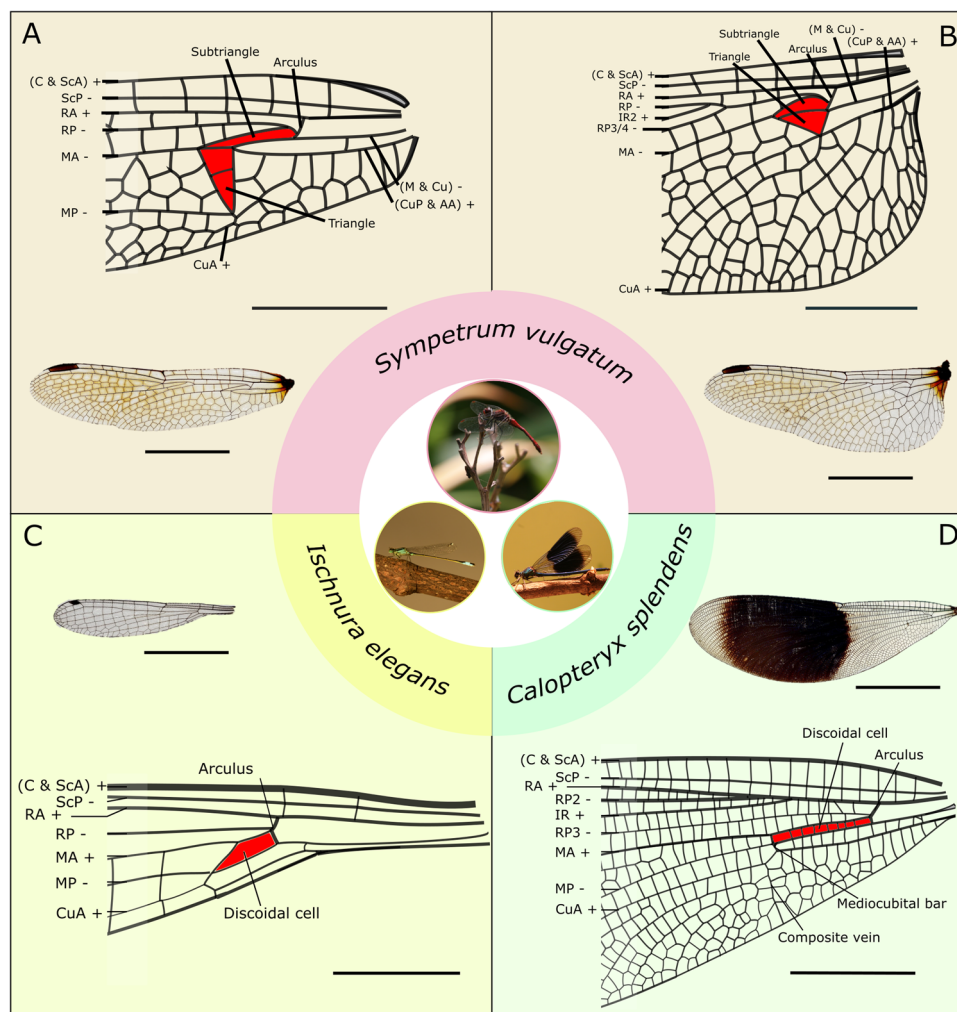 A
Subtriangle
Arculus
(C & ScA) +
ScP -
RA +
RP -
MA -
MP -
(M & Cu) -
(CuP & AA) +
Triangle
CuA +
B
(M & Cu) -
Subtriangle
Arculus
(CuP & AA) +
Triangle
(C & ScA) +
ScP -
RA +
RP -
IR2 +
RP3/4 -
MA -
CuA +
Sympetrum vulgatum
Ischnura elegans
Calopteryx splendens
C
Arculus
(C & ScA) +
ScP -
RA +
RP -
MA +
MP -
CuA +
Discoidal cell
D
Discoidal cell
Arculus
(C & ScA) +
ScP -
RA +
RP2 -
IR +
RP3 -
MA +
MP -
CuA +
Mediocubital bar
Composite vein